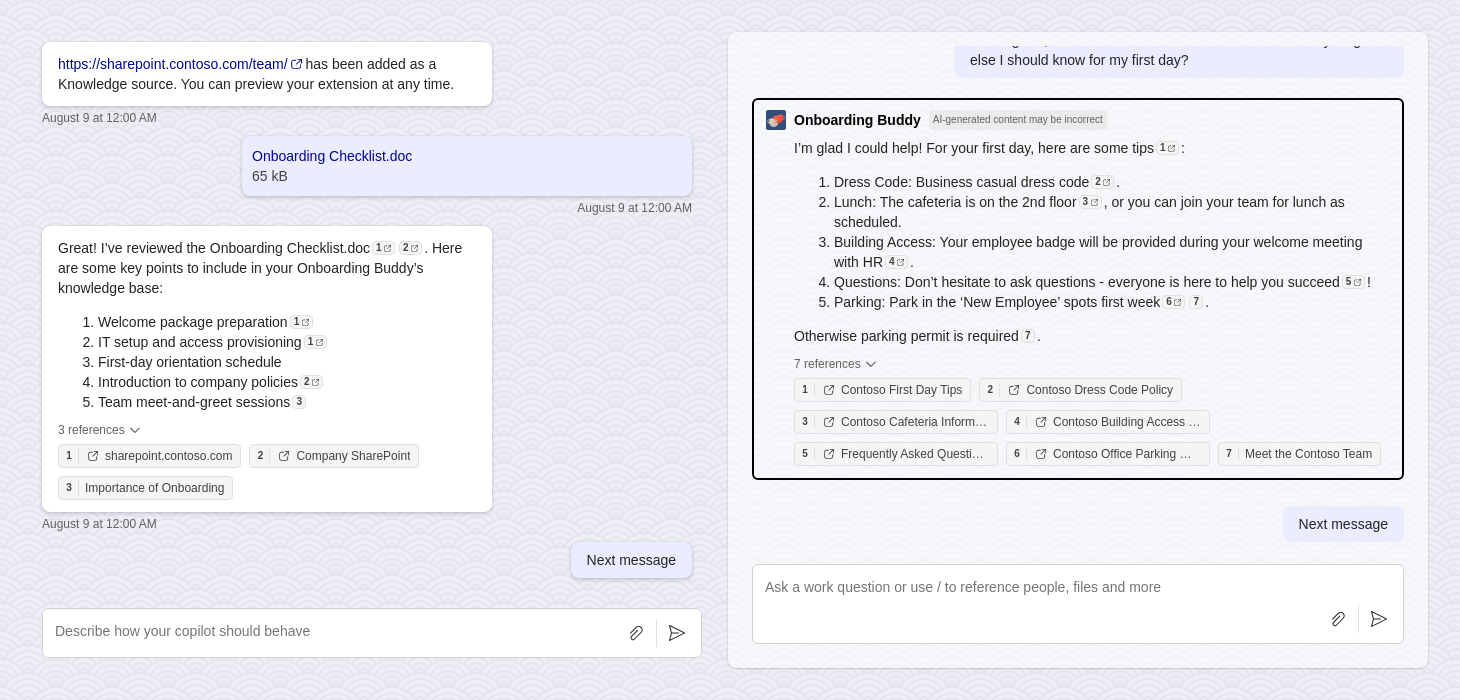 https://sharepoint.contoso.com/team/ has been added as a
Knowledge source. You can preview your extension at any time.
August 9 at 12:00 AM
Onboarding Checklist.doc
65 kB
August 9 at 12:00 AM
Great! I’ve reviewed the Onboarding Checklist.doc 1 2 . Here
are some key points to include in your Onboarding Buddy’s
knowledge base:
1. Welcome package preparation 1
2. IT setup and access provisioning 1
3. First-day orientation schedule
4. Introduction to company policies 2
5. Team meet-and-greet sessions 3
3 references
1 sharepoint.contoso.com 2 Company SharePoint
3 Importance of Onboarding
August 9 at 12:00 AM
Next message
Describe how your copilot should behave
else I should know for my first day?
Onboarding Buddy AI-generated content may be incorrect
I’m glad I could help! For your first day, here are some tips 1 :
1. Dress Code: Business casual dress code 2 .
2. Lunch: The cafeteria is on the 2nd floor 3 , or you can join your team for lunch as
scheduled.
3. Building Access: Your employee badge will be provided during your welcome meeting
with HR 4 .
4. Questions: Don’t hesitate to ask questions - everyone is here to help you succeed 5 !
5. Parking: Park in the ‘New Employee’ spots first week 6 7 .
Otherwise parking permit is required 7 .
7 references
1 Contoso First Day Tips 2 Contoso Dress Code Policy
3 Contoso Cafeteria Inform… 4 Contoso Building Access …
5 Frequently Asked Questi… 6 Contoso Office Parking … 7 Meet the Contoso Team
Next message
Ask a work question or use / to reference people, files and more